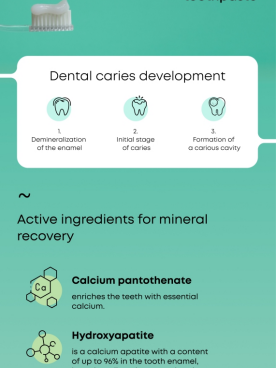 Dental caries development
1.
Demineralization
of the enamel
2.
Initial stage
of caries
3.
Formation of
a carious cavity
~
Active ingredients for mineral
recovery
Ca
Calcium pantothenate
enriches the teeth with essential
calcium.
Hydroxyapatite
is a calcium apatite with a content
of up to 96% in the tooth enamel,